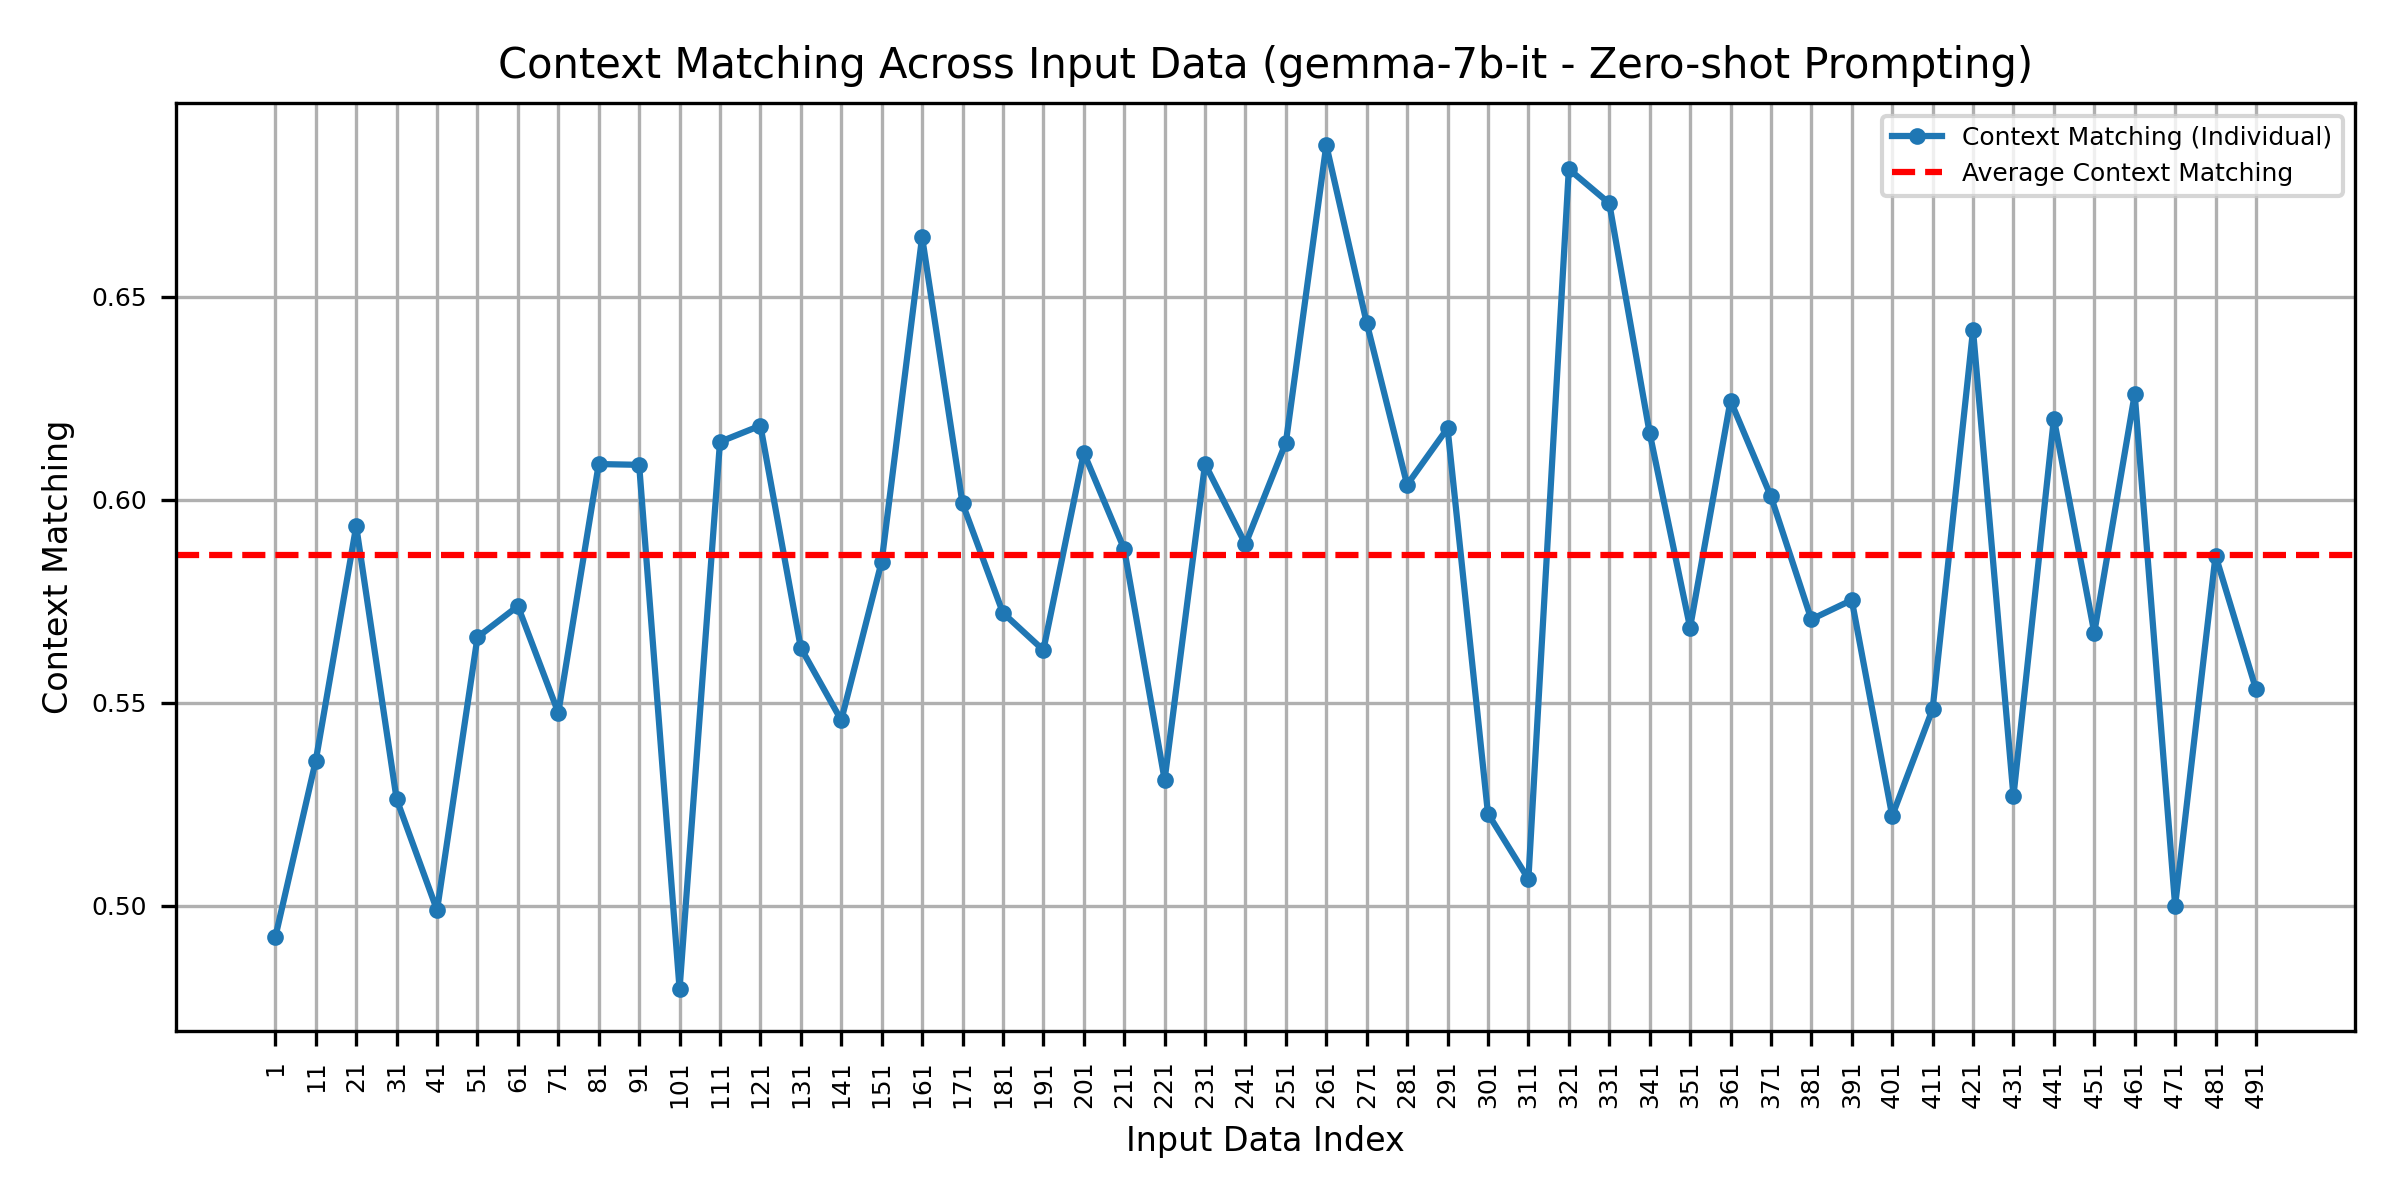 Context Matching Across Input Data (gemma-7b-it - Zero-shot Prompting)
Context Matching (Individual)
Average Context Matching
Context Matching
0.65
0.60
0.55
0.50
1 11 21 31 41 51 61 71 81 91 101 111 121 131 141 151 161 171 181 191 201 211 221 231 241 251 261 271 281 291 301 311 321 331 341 351 361 371 381 391 401 411 421 431 441 451 461 471 481 491
Input Data Index